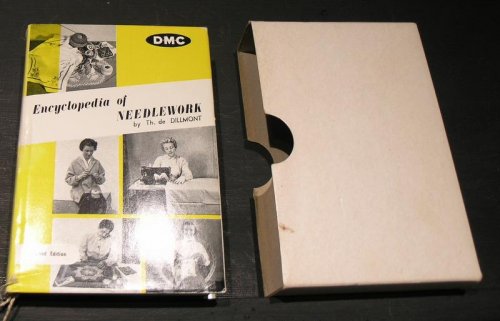 DMC
Encyclopedia of
NEEDLEWORK
by Th. de DILLMONT
Edition